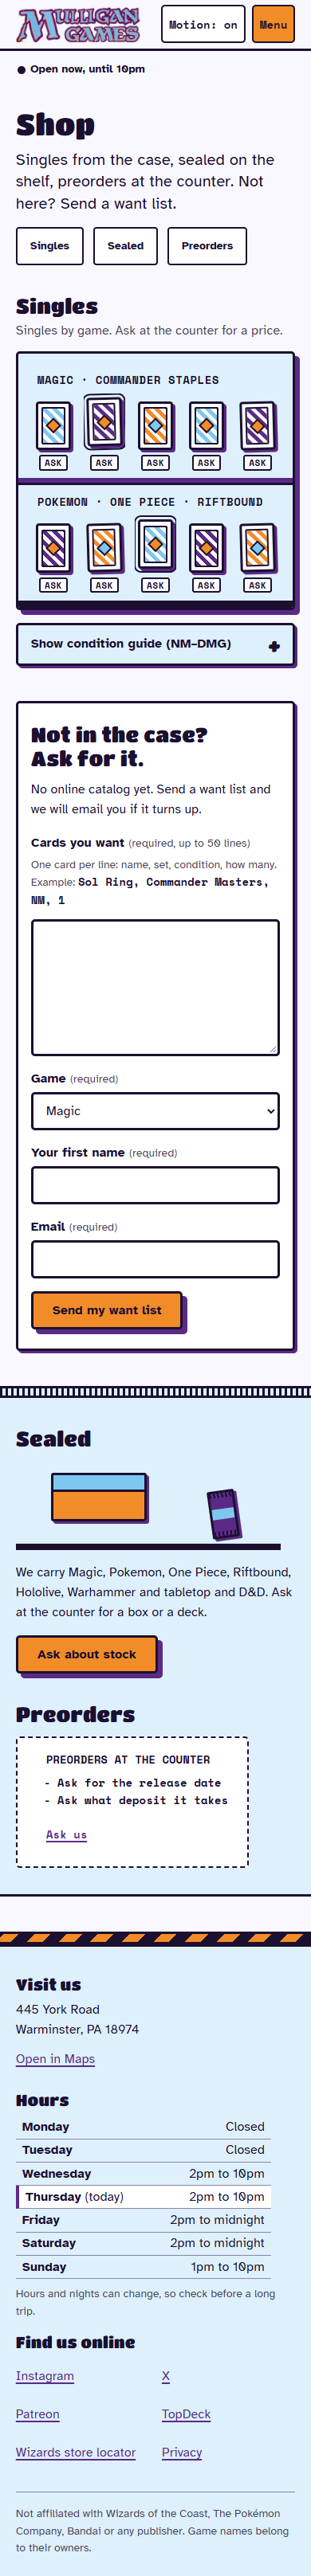 MULLIGAN
GAMES
Motion: on
Menu
Open now, until 10pm
Shop
Singles from the case, sealed on the
shelf, preorders at the counter. Not
here? Send a want list.
Singles
Sealed
Preorders
Singles
Singles by game. Ask at the counter for a price.
MAGIC · COMMANDER STAPLES
ASK
ASK
ASK
ASK
ASK
POKEMON · ONE PIECE · RIFTBOUND
ASK
ASK
ASK
ASK
ASK
Show condition guide (NM–DMG)
Not in the case?
Ask for it.
No online catalog yet. Send a want list and
we will email you if it turns up.
Cards you want (required, up to 50 lines)
One card per line: name, set, condition, how many.
Example: Sol Ring, Commander Masters,
NM, 1
Game (required)
Magic
Your first name (required)
Email (required)
Send my want list
Sealed
We carry Magic, Pokemon, One Piece, Riftbound,
Hololive, Warhammer and tabletop and D&D. Ask
at the counter for a box or a deck.
Ask about stock
Preorders
PREORDERS AT THE COUNTER
- Ask for the release date
- Ask what deposit it takes
Ask us
Visit us
445 York Road
Warminster, PA 18974
Open in Maps
Hours
Monday Closed
Tuesday Closed
Wednesday 2pm to 10pm
Thursday (today) 2pm to 10pm
Friday 2pm to midnight
Saturday 2pm to midnight
Sunday 1pm to 10pm
Hours and nights can change, so check before a long
trip.
Find us online
Instagram X
Patreon TopDeck
Wizards store locator Privacy
Not affiliated with Wizards of the Coast, The Pokémon
Company, Bandai or any publisher. Game names belong
to their owners.